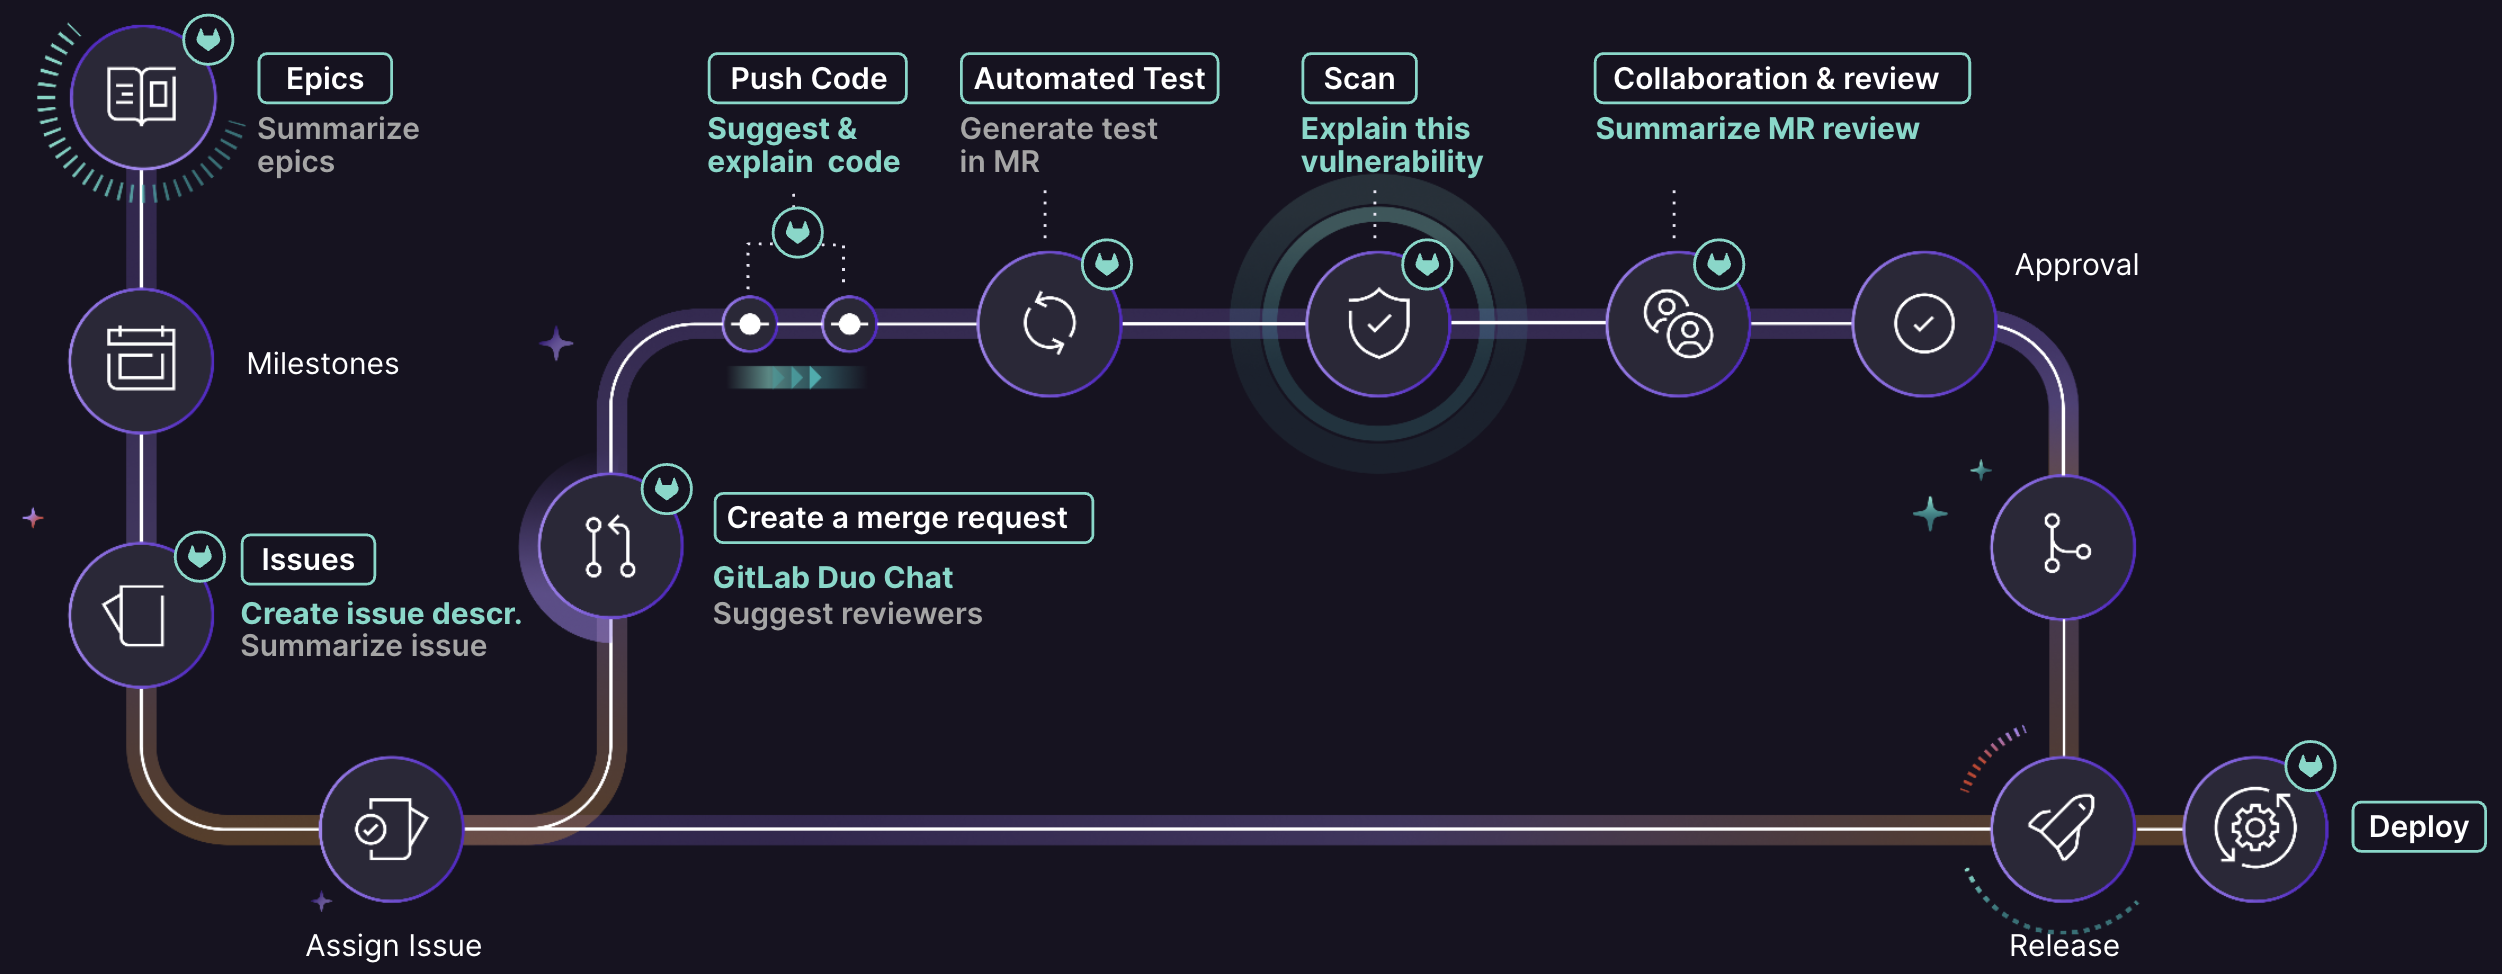 Epics
Summarize
epics
Push Code
Suggest &
explain  code
Automated Test
Generate test
in MR
Scan
Explain this
vulnerability
Collaboration & review
Summarize MR review
Approval
Milestones
Create a merge request
GitLab Duo Chat
Suggest reviewers
Issues
Create issue descr.
Summarize issue
Deploy
Assign Issue
Release